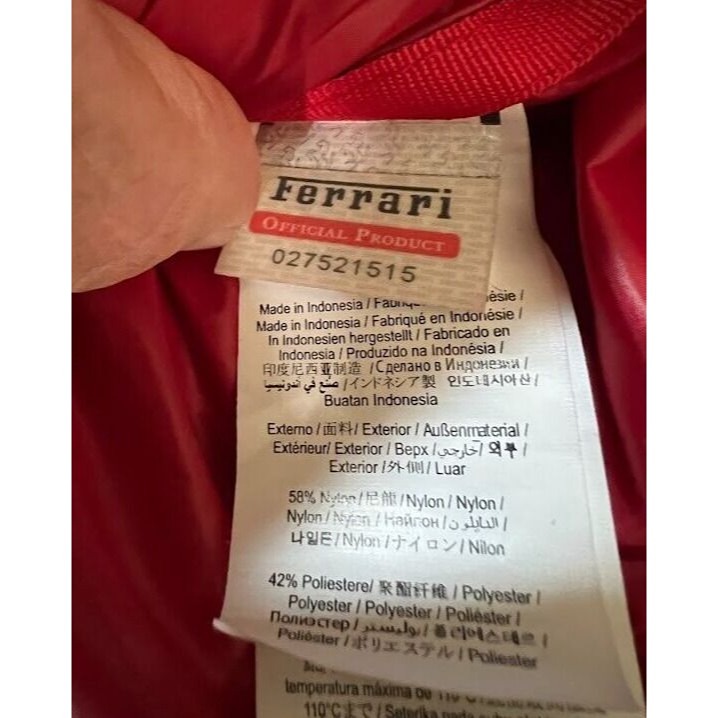 Ferrari
OFFICIAL PRODUCT
027521515
Made in Indonesia /
Made in Indonesia / Fabriqué en Indonésie /
In Indonesien hergestellt / Fabricado en
Indonesia / Produzido na Indonésia /
印度尼西亚制造 / Сделано в Индонезии /
صنع في اندونيسيا / インドネシア製 인도네시아산 /
Buatan Indonesia
Externo / 面料 / Exterior / Außenmaterial /
Extérieur/ Exterior / Верх / خارجي / 외부 /
Exterior / 外側 / Luar
58% Nylon / 尼龍 / Nylon / Nylon /
Nylon / Nylon / Найлон / النايلون /
나일론 / Nylon / ナイロン / Nilon
42% Poliestere/ 聚酯纤维 / Polyester /
Polyester / Polyester / Poliéster /
Полиэстер / بوليستر / 폴리에스테르 /
Poliéster / ポリエステル / Poliester
temperatura máxima de 110°C
110°C まで / Seterika pada